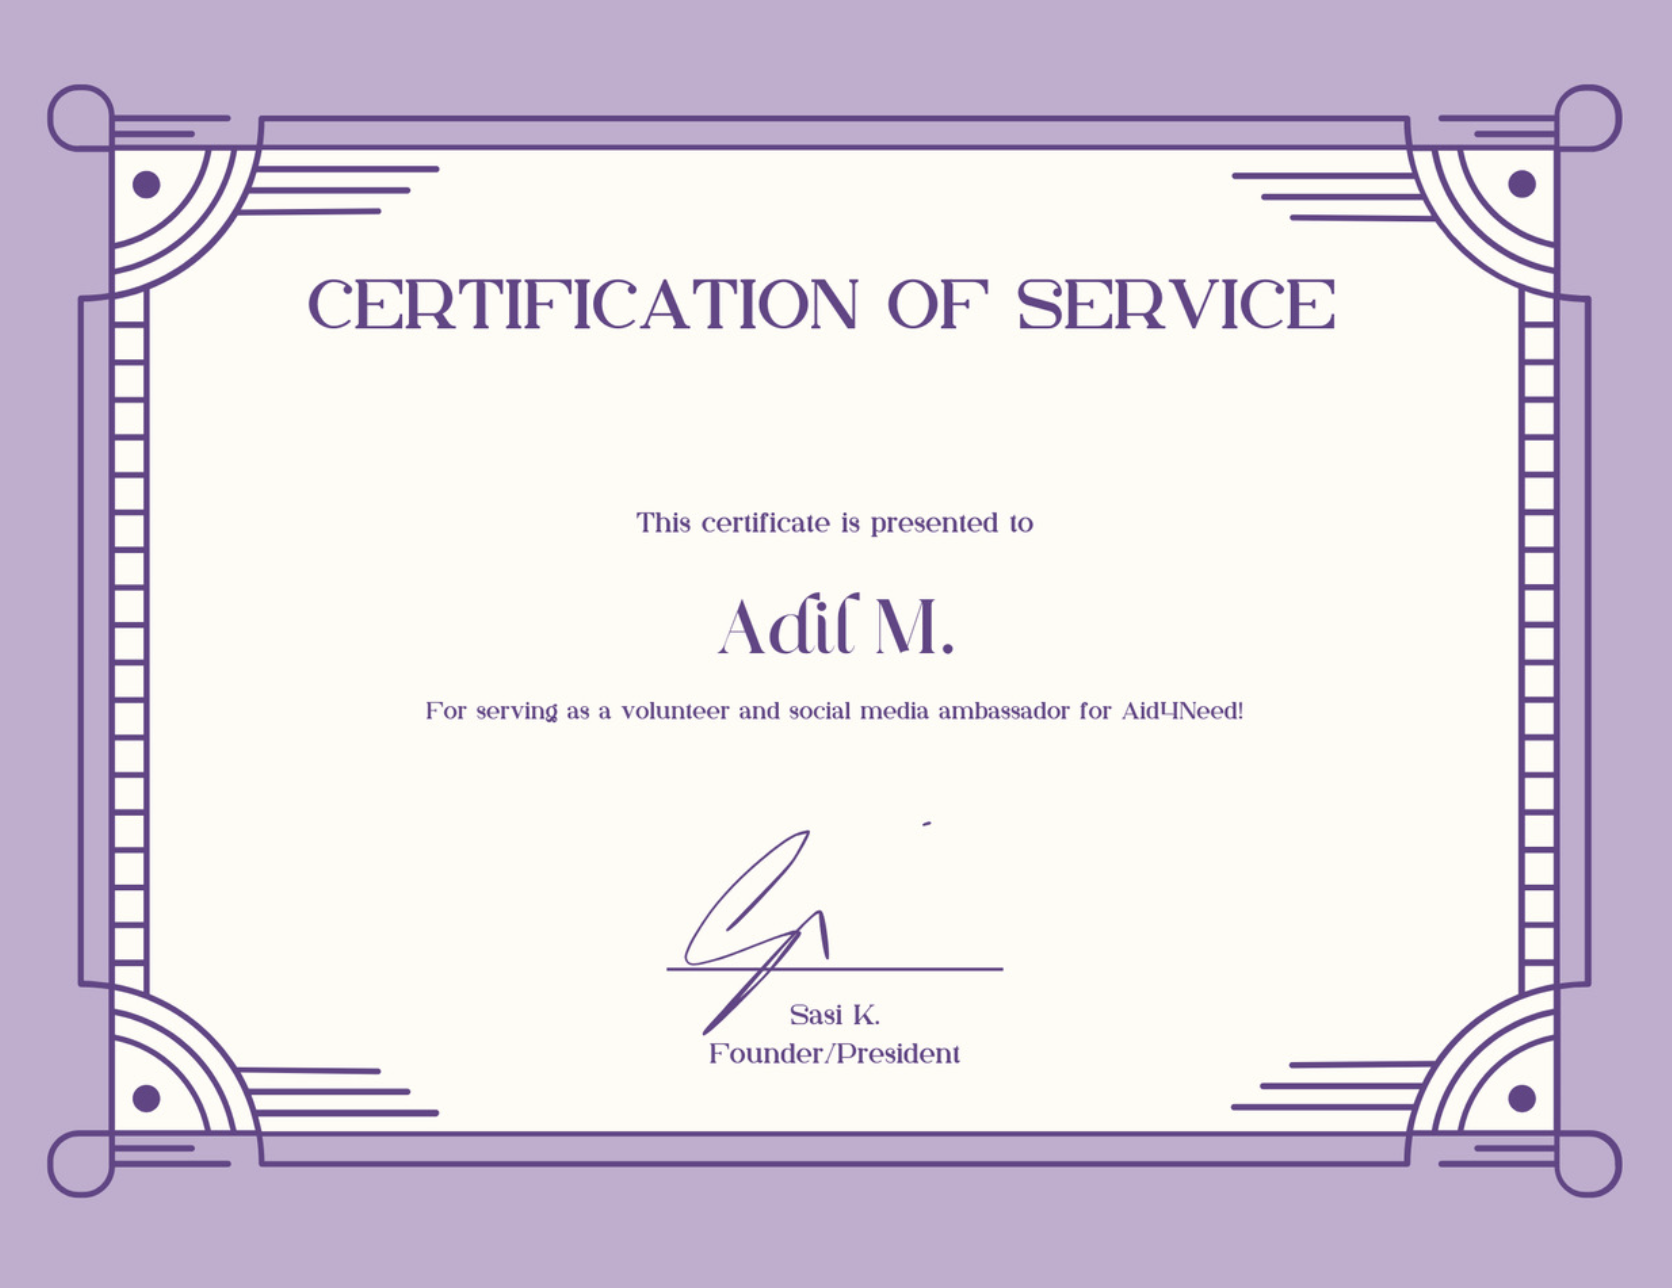 CERTIFICATION OF SERVICE
This certificate is presented to
Adil M.
For serving as a volunteer and social media ambassador for Aid4Need!
Sasi K.
Founder/President